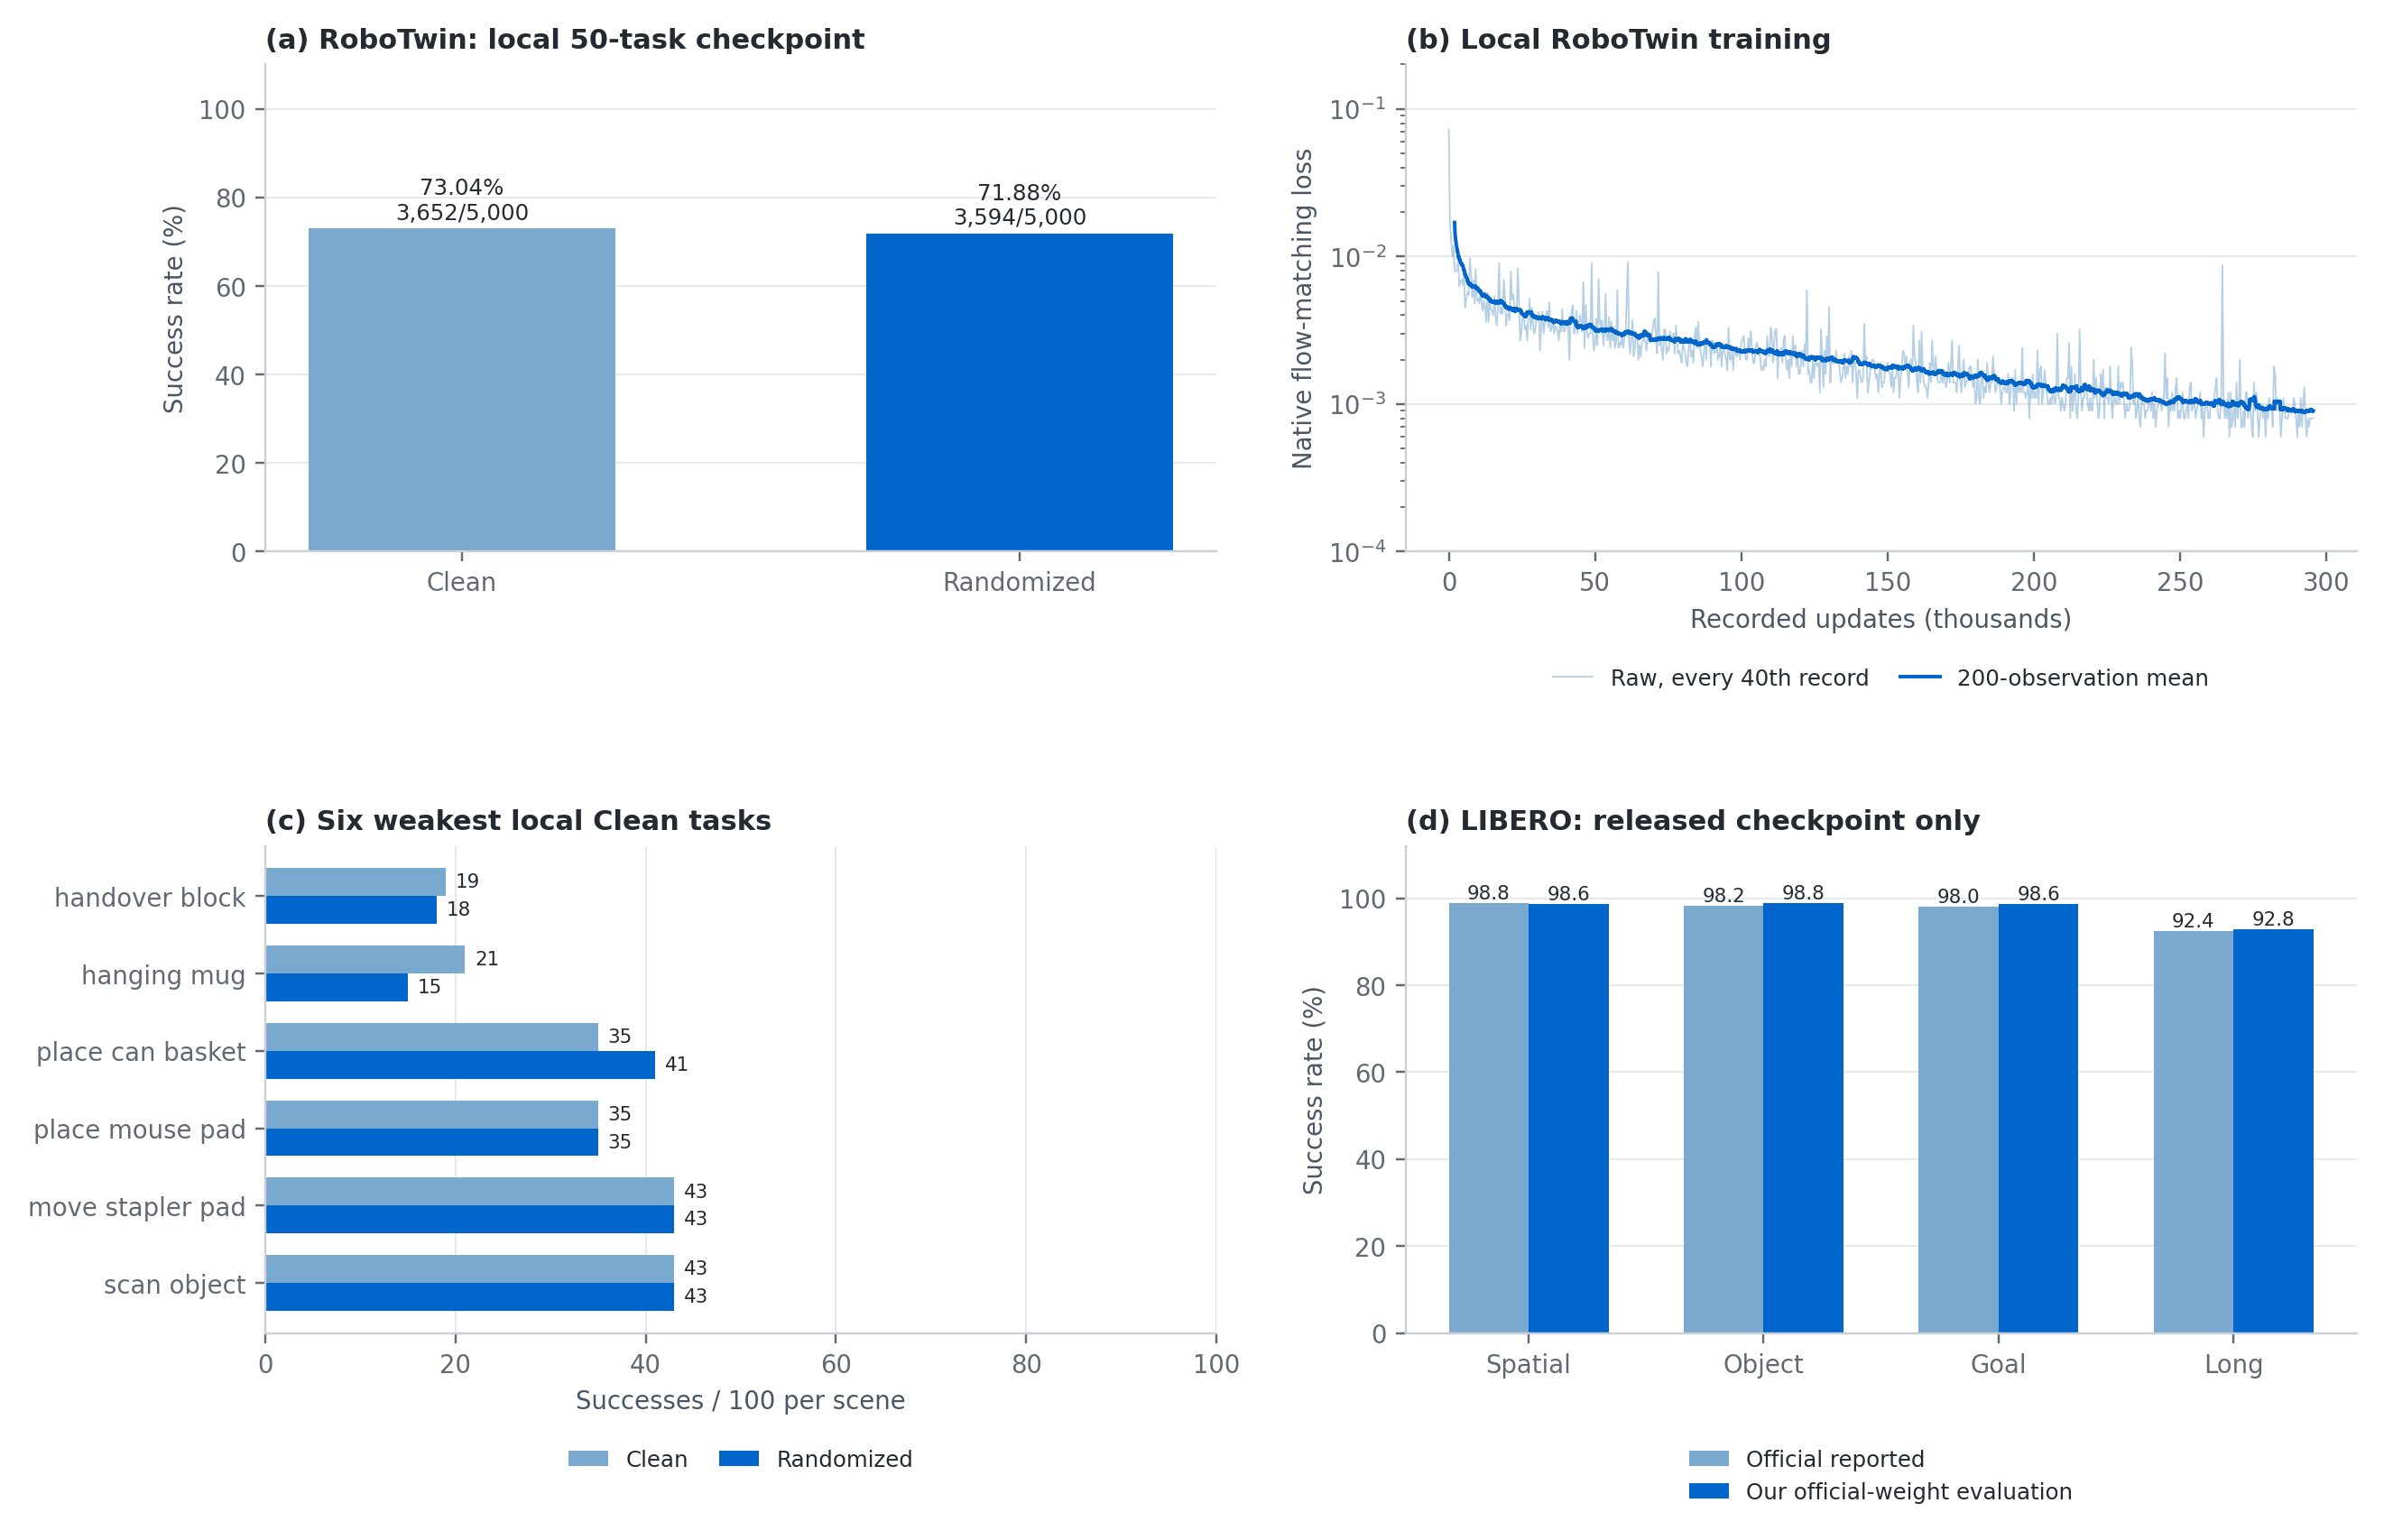 (a) RoboTwin: local 50-task checkpoint
Success rate (%)
100
80
60
40
20
0
73.04%
3,652/5,000
71.88%
3,594/5,000
Clean
Randomized
(b) Local RoboTwin training
Native flow-matching loss
10⁻¹
10⁻²
10⁻³
10⁻⁴
0 50 100 150 200 250 300
Recorded updates (thousands)
Raw, every 40th record
200-observation mean
(c) Six weakest local Clean tasks
handover block
19
18
hanging mug
21
15
place can basket
35
41
place mouse pad
35
35
move stapler pad
43
43
scan object
43
43
0 20 40 60 80 100
Successes / 100 per scene
Clean
Randomized
(d) LIBERO: released checkpoint only
Success rate (%)
100
80
60
40
20
0
98.8 98.6 98.2 98.8 98.0 98.6 92.4 92.8
Spatial Object Goal Long
Official reported
Our official-weight evaluation